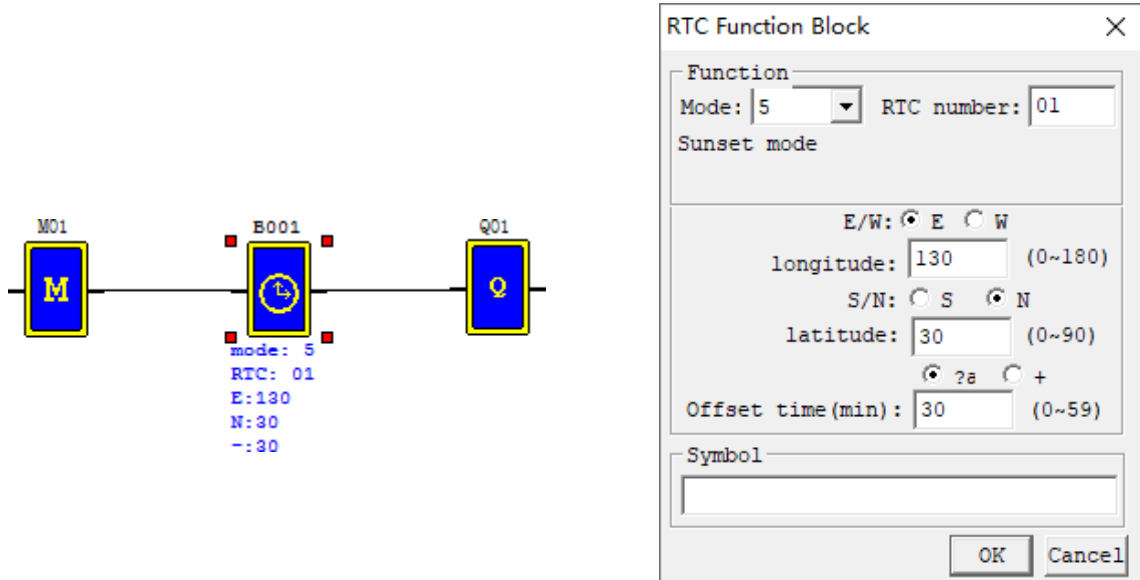 M01
B001
Q01
M
Q
mode: 5
RTC: 01
E:130
N:30
-:30
RTC Function Block
Function
Mode: 5 RTC number: 01
Sunset mode
E/W: E W
longitude: 130 (0~180)
S/N: S N
latitude: 30 (0~90)
?a +
Offset time(min): 30 (0~59)
Symbol
OK Cancel